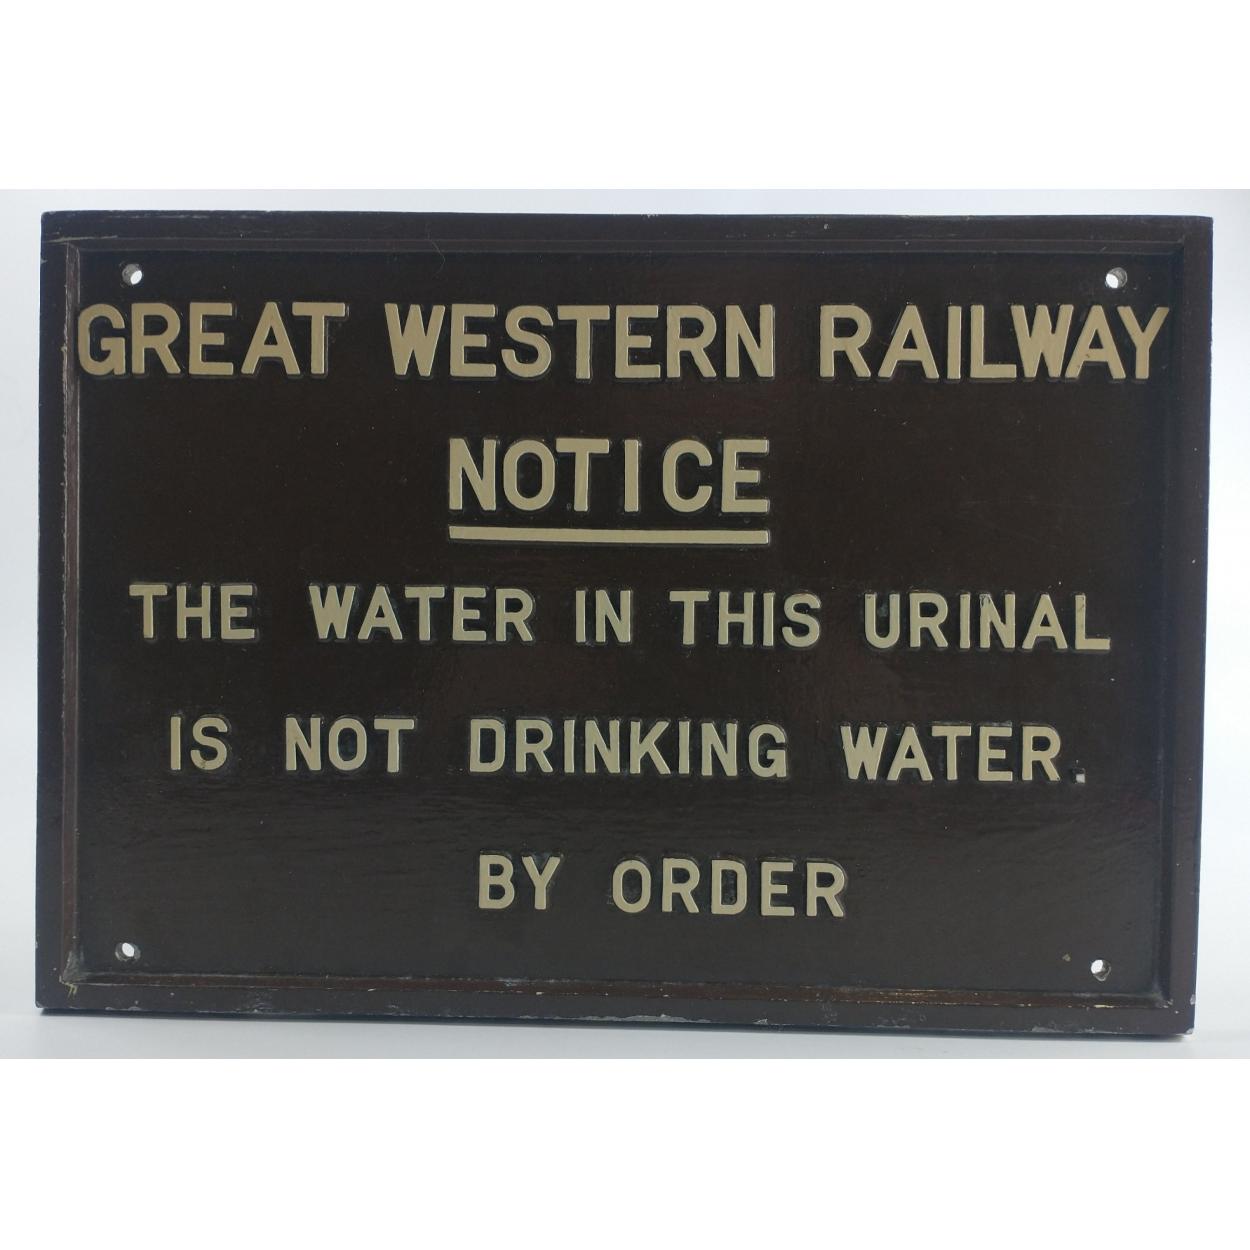 GREAT WESTERN RAILWAY
NOTICE
THE WATER IN THIS URINAL
IS NOT DRINKING WATER.
BY ORDER